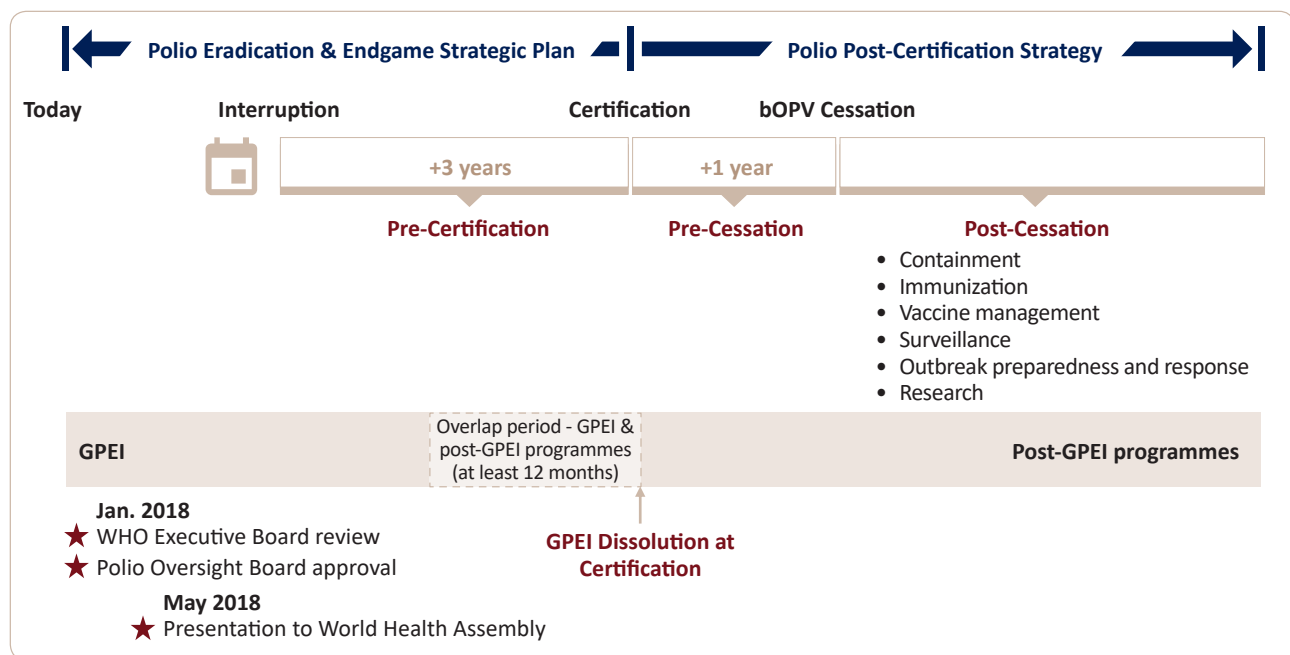 Polio Eradication & Endgame Strategic Plan
Polio Post-Certification Strategy
Today
Interruption
Certification
bOPV Cessation
+3 years
+1 year
Pre-Certification
Pre-Cessation
Post-Cessation
• Containment
• Immunization
• Vaccine management
• Surveillance
• Outbreak preparedness and response
• Research
GPEI
Overlap period - GPEI &
post-GPEI programmes
(at least 12 months)
Post-GPEI programmes
Jan. 2018
WHO Executive Board review
Polio Oversight Board approval
GPEI Dissolution at
Certification
May 2018
Presentation to World Health Assembly